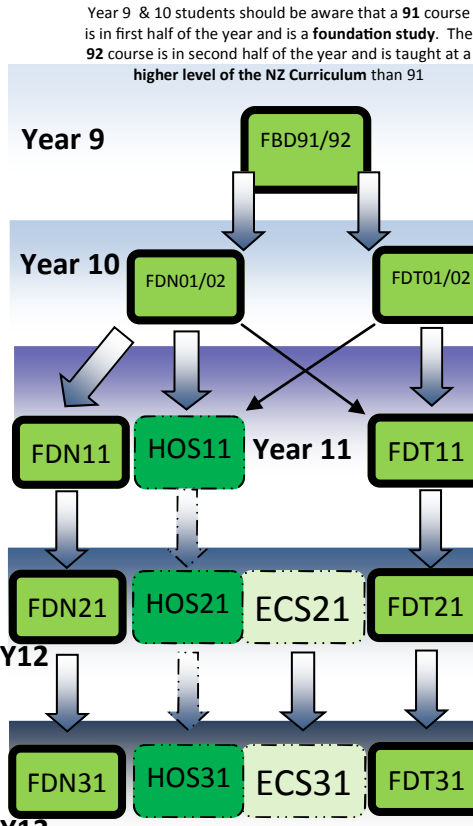 Year 9 & 10 students should be aware that a 91 course
is in first half of the year and is a foundation study. The
92 course is in second half of the year and is taught at a
higher level of the NZ Curriculum than 91
Year 9
FBD91/92
Year 10
FDN01/02
FDT01/02
FDN11
HOS11
Year 11
FDT11
FDN21
HOS21
ECS21
FDT21
Y12
FDN31
HOS31
ECS31
FDT31